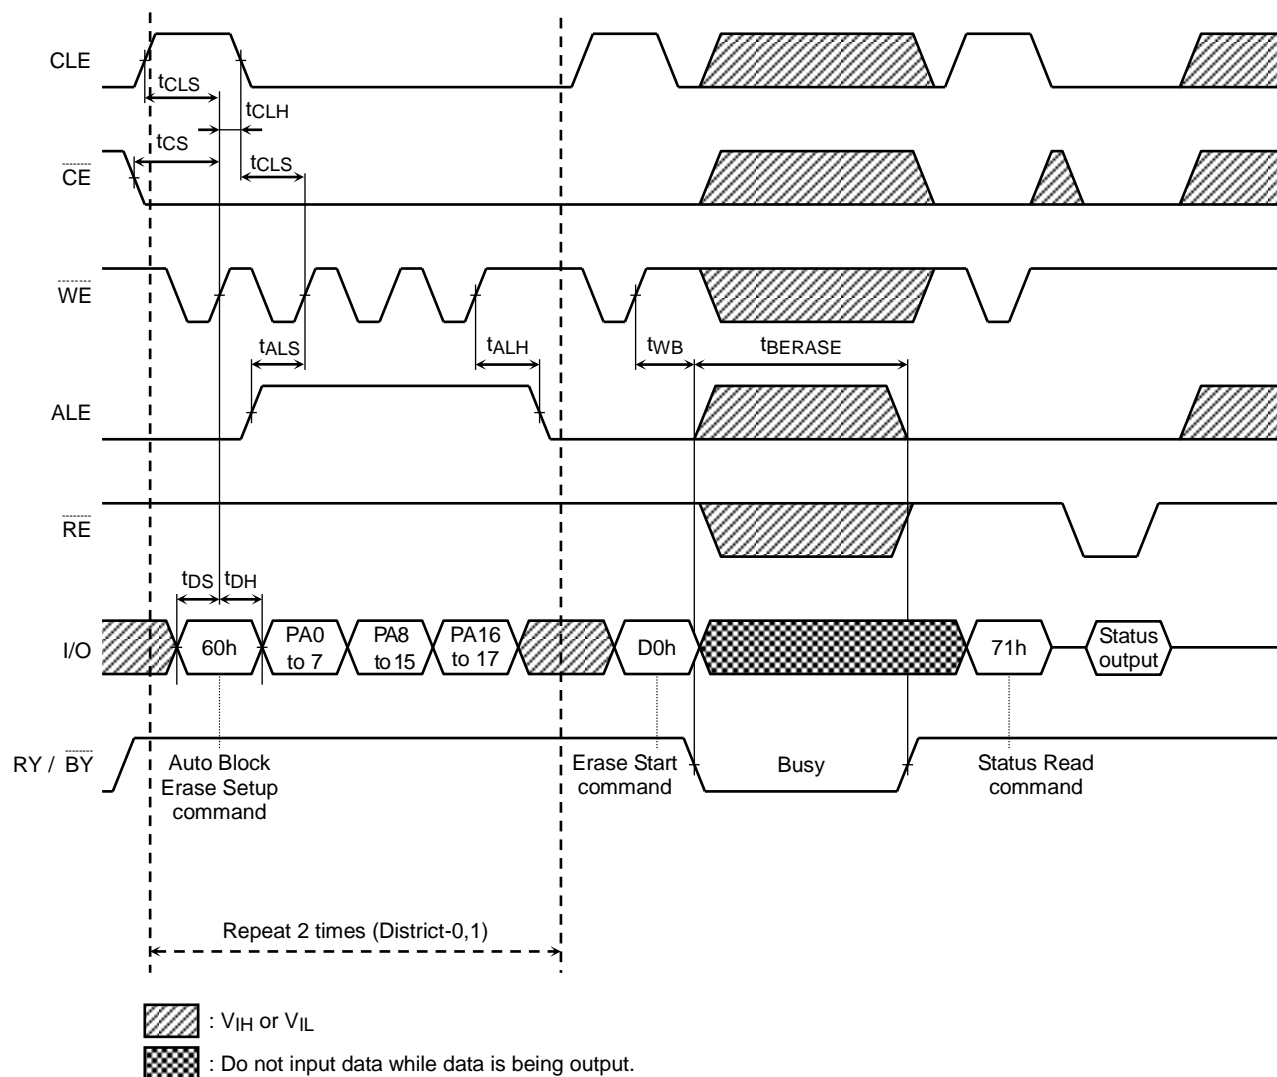 CLE
tCLS
tCLH
tCS
CE
tCLS
WE
tALS
tALH
tWB
tBERASE
ALE
RE
tDS
tDH
I/O
60h
PA0
to 7
PA8
to 15
PA16
to 17
D0h
71h
Status
output
RY / BY
Auto Block
Erase Setup
command
Erase Start
command
Busy
Status Read
command
Repeat 2 times (District-0,1)
: VIH or VIL
: Do not input data while data is being output.